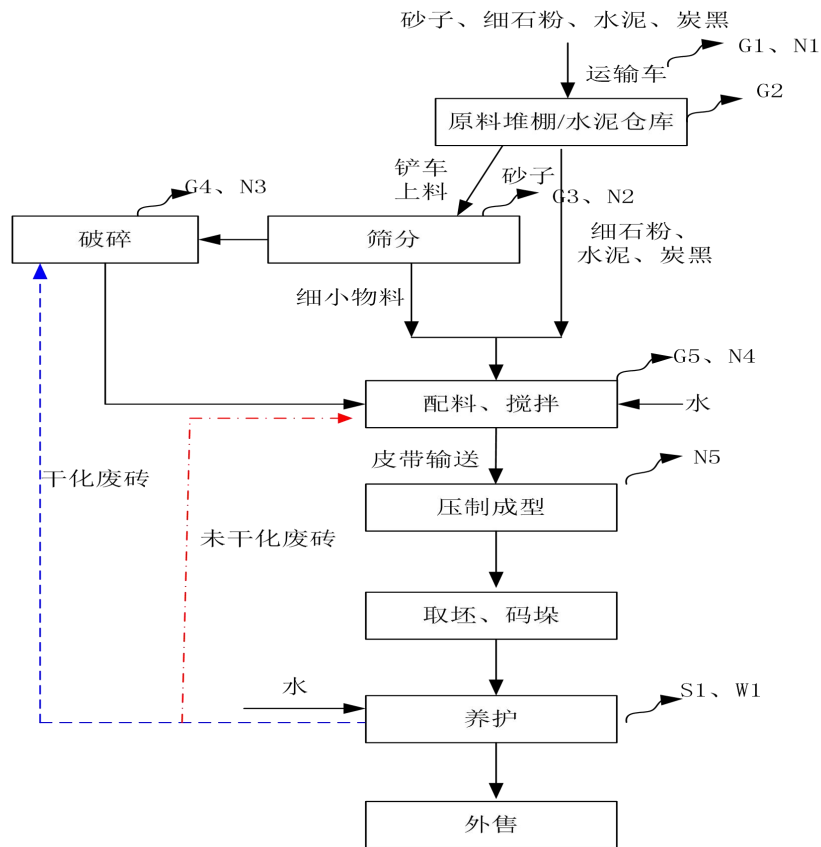 砂子、细石粉、水泥、炭黑
G1、N1
运输车
G2
原料堆棚/水泥仓库
铲车
上料
砂子
G4、N3
G3、N2
破碎
筛分
细石粉、
水泥、炭黑
细小物料
G5、N4
配料、搅拌
水
皮带输送
N5
干化废砖
压制成型
未干化废砖
取坯、码垛
水
S1、W1
养护
外售